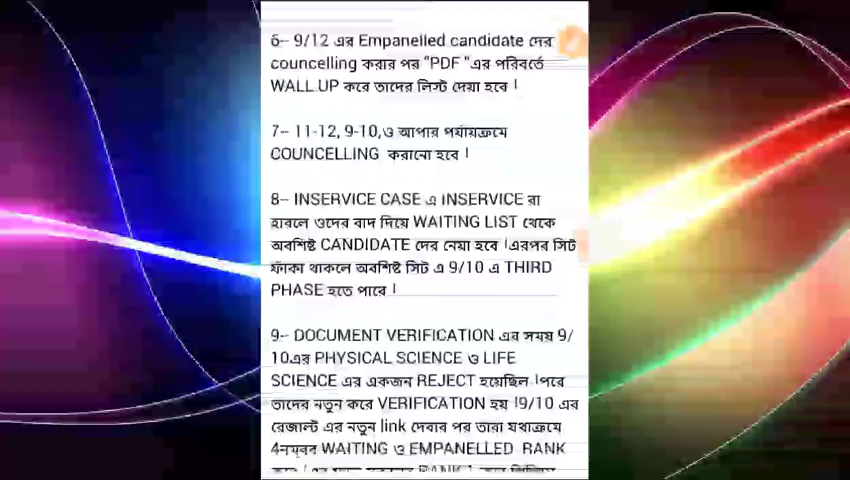 6-- 9/12 এর Empanelled candidate দের
councelling করার পর "PDF "এর পরিবর্তে
WALL UP করে তাদের লিস্ট দেয়া হবে ।
7-- 11-12, 9-10,ও আপার পর্যায়ক্রমে
COUNCELLING করানো হবে ।
8-- INSERVICE CASE এ INSERVICE রা
হারলে ওদের বাদ দিয়ে WAITING LIST থেকে
অবশিষ্ট CANDIDATE দের নেয়া হবে ।এরপর সিট
ফাঁকা থাকলে অবশিষ্ট সিট এ 9/10 এ THIRD
PHASE হতে পারে ।
9-- DOCUMENT VERIFICATION এর সময় 9/
10এর PHYSICAL SCIENCE ও LIFE
SCIENCE এর একজন REJECT হয়েছিল ।পরে
তাদের নতুন করে VERIFICATION হয় ।9/10 এর
রেজাল্ট এর নতুন link দেবার পর তারা যথাক্রমে
4নম্বর WAITING ও EMPANELLED RANK